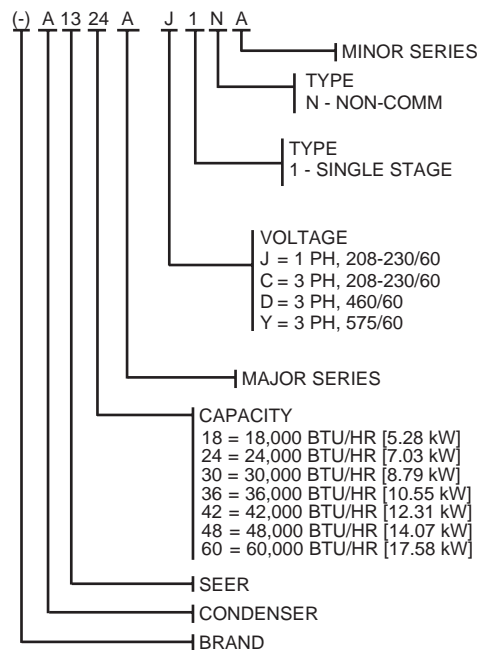 (-) A 13 24 A J 1 N A
MINOR SERIES
TYPE
N - NON-COMM
TYPE
1 - SINGLE STAGE
VOLTAGE
J = 1 PH, 208-230/60
C = 3 PH, 208-230/60
D = 3 PH, 460/60
Y = 3 PH, 575/60
MAJOR SERIES
CAPACITY
18 = 18,000 BTU/HR [5.28 kW]
24 = 24,000 BTU/HR [7.03 kW]
30 = 30,000 BTU/HR [8.79 kW]
36 = 36,000 BTU/HR [10.55 kW]
42 = 42,000 BTU/HR [12.31 kW]
48 = 48,000 BTU/HR [14.07 kW]
60 = 60,000 BTU/HR [17.58 kW]
SEER
CONDENSER
BRAND